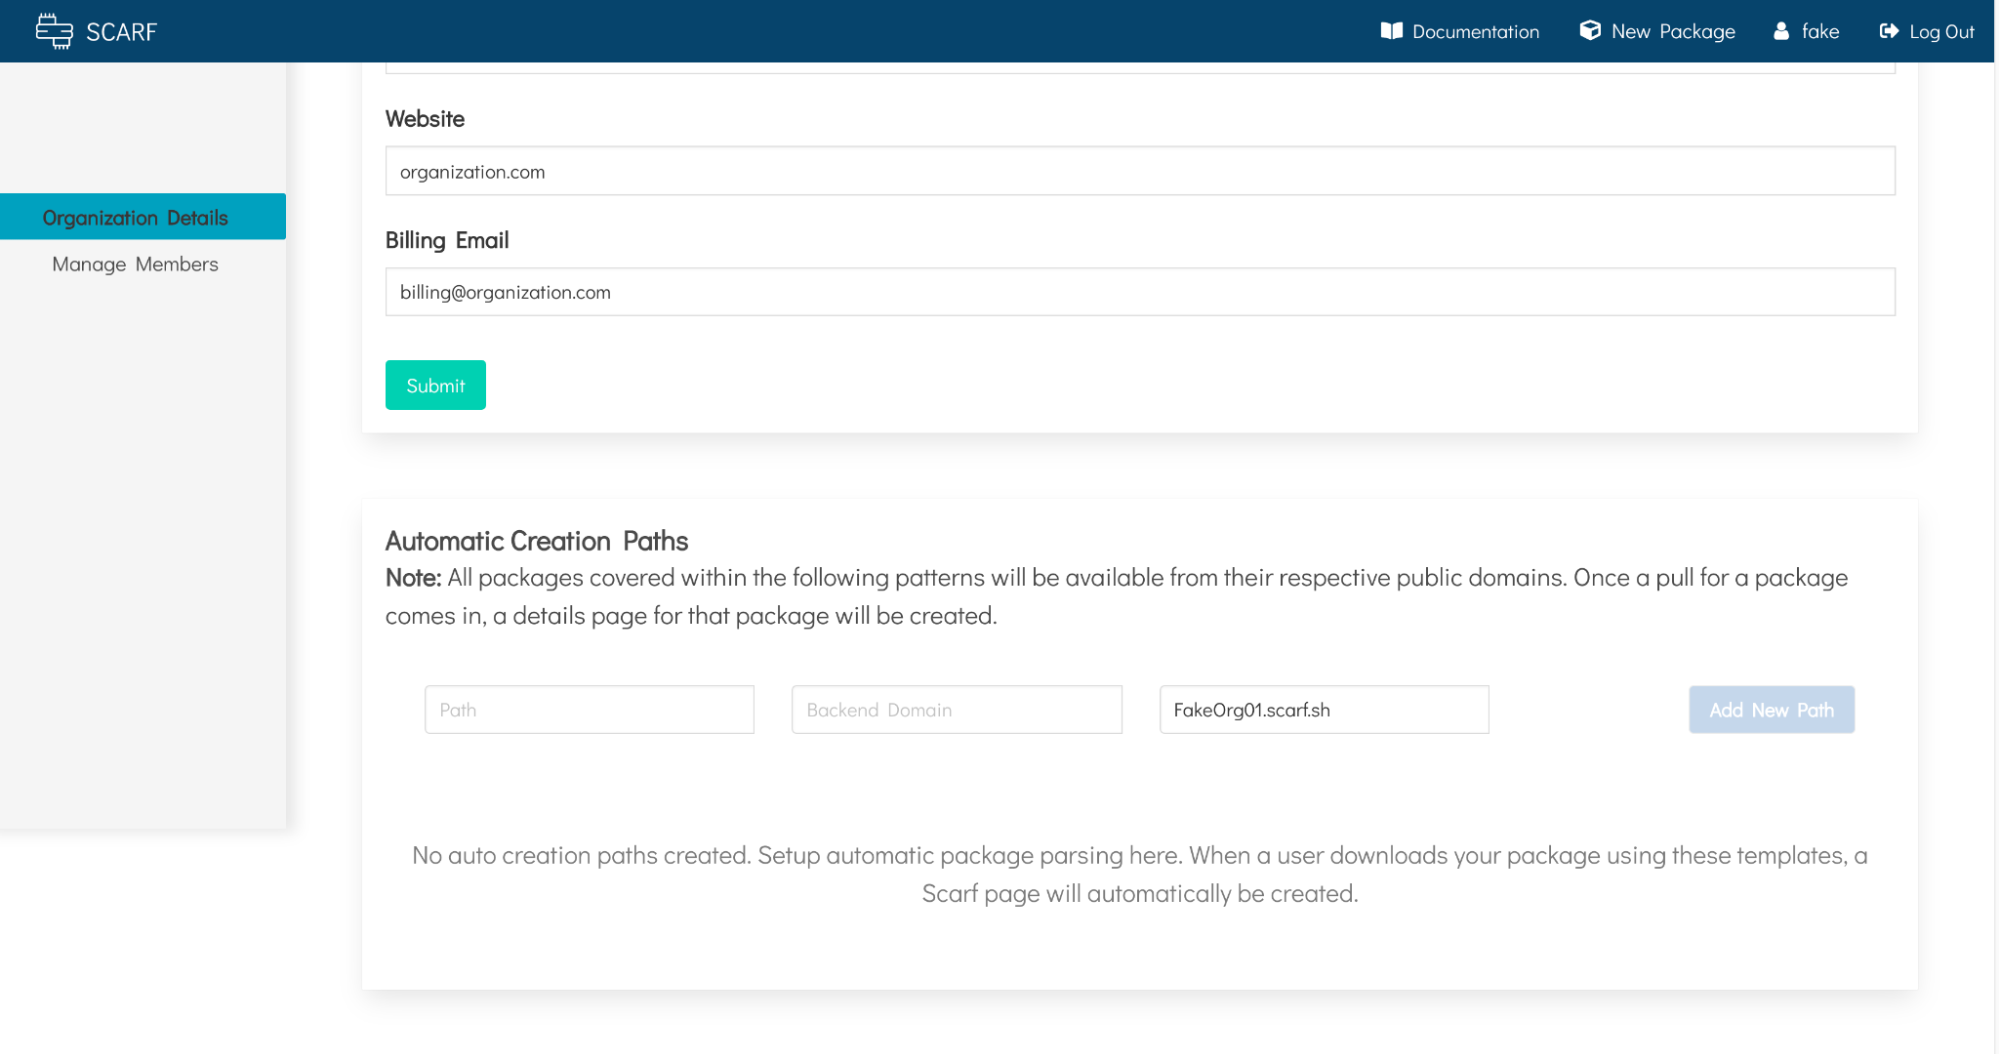 SCARF
Documentation
New Package
fake
Log Out
Organization Details
Manage Members
Website
organization.com
Billing Email
billing@organization.com
Submit
Automatic Creation Paths
Note: All packages covered within the following patterns will be available from their respective public domains. Once a pull for a package
comes in, a details page for that package will be created.
Path
Backend Domain
FakeOrg01.scarf.sh
Add New Path
No auto creation paths created. Setup automatic package parsing here. When a user downloads your package using these templates, a
Scarf page will automatically be created.